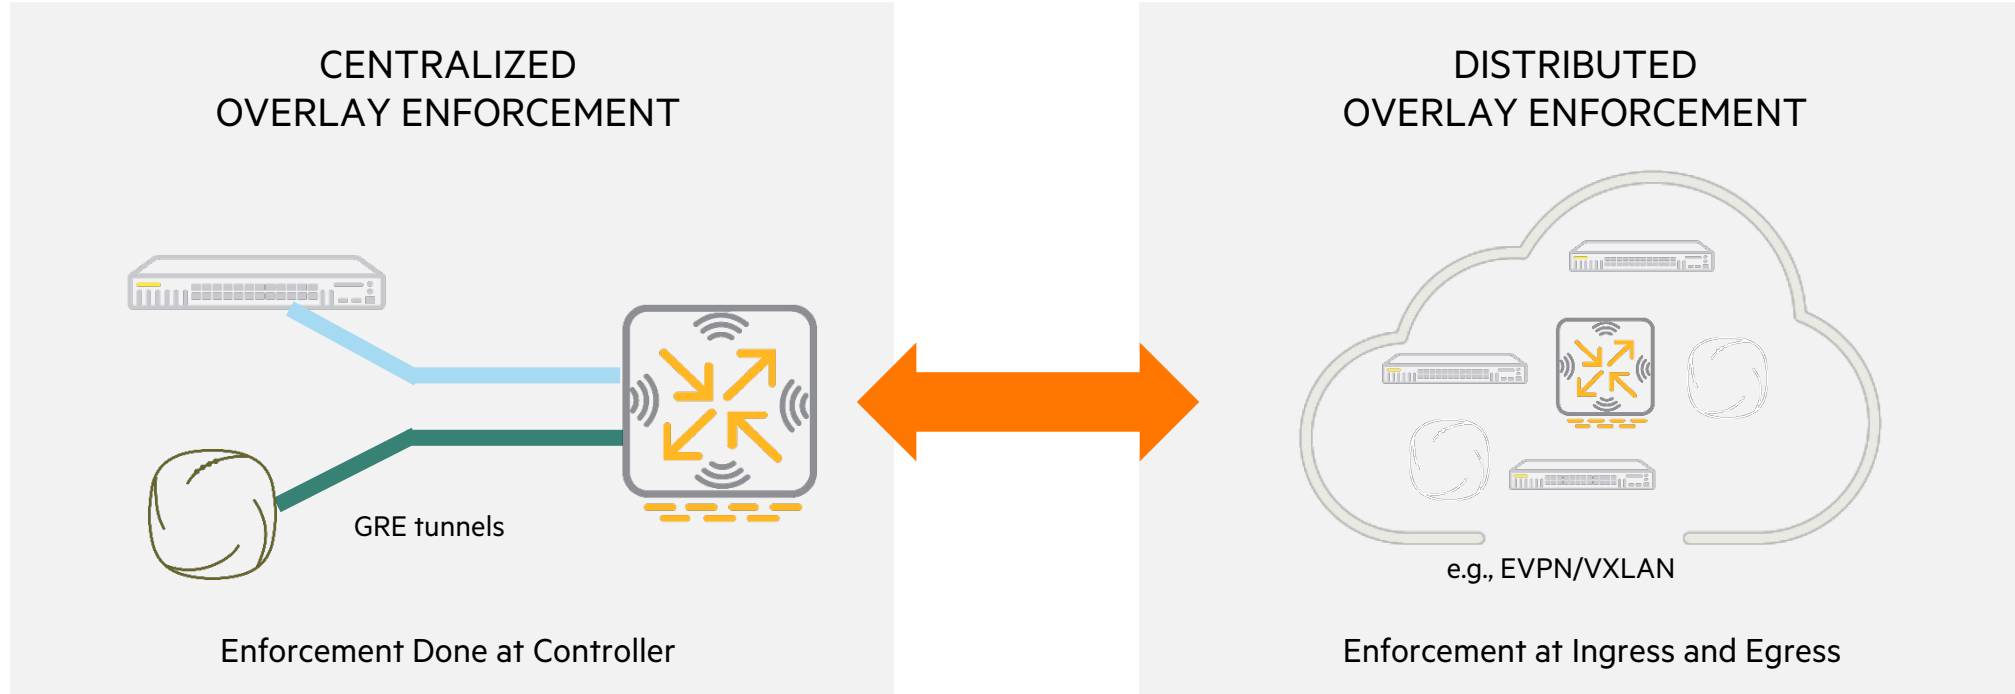 CENTRALIZED
OVERLAY ENFORCEMENT
GRE tunnels
Enforcement Done at Controller
DISTRIBUTED
OVERLAY ENFORCEMENT
e.g., EVPN/VXLAN
Enforcement at Ingress and Egress